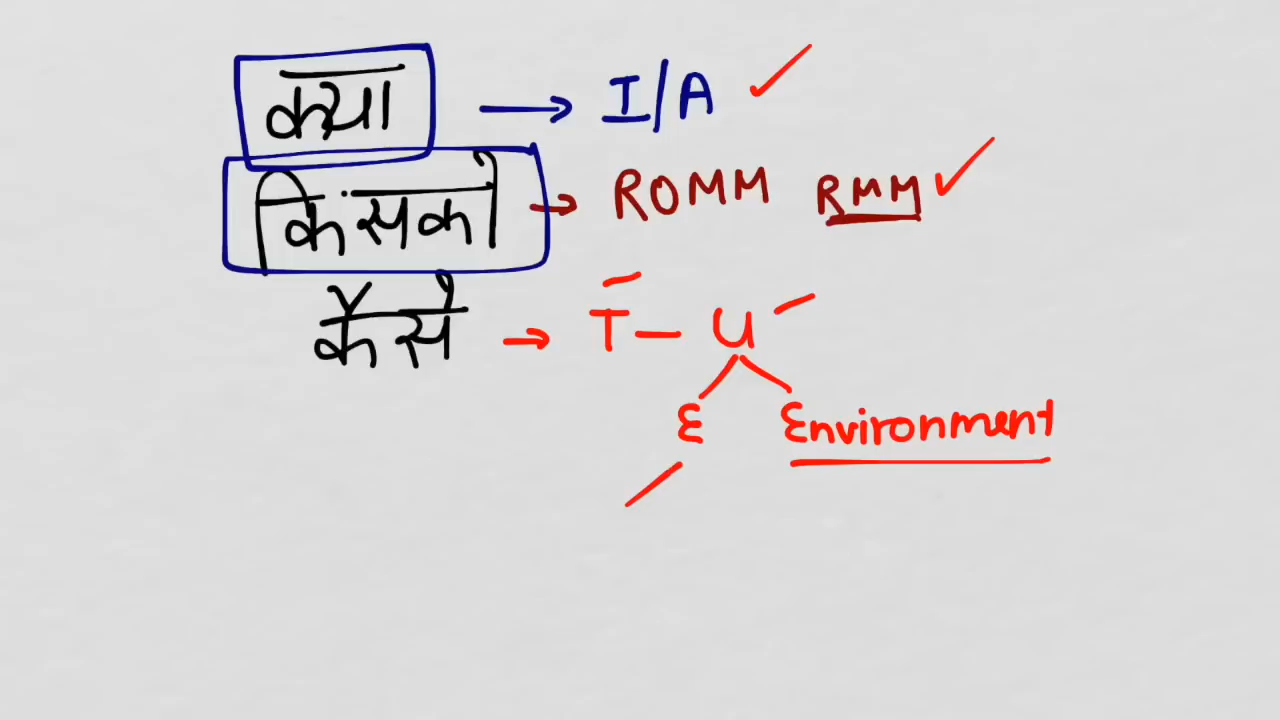 क्या → I/A ✓
किसको → ROMM RMM ✓
कैसे → T — U
E Environment